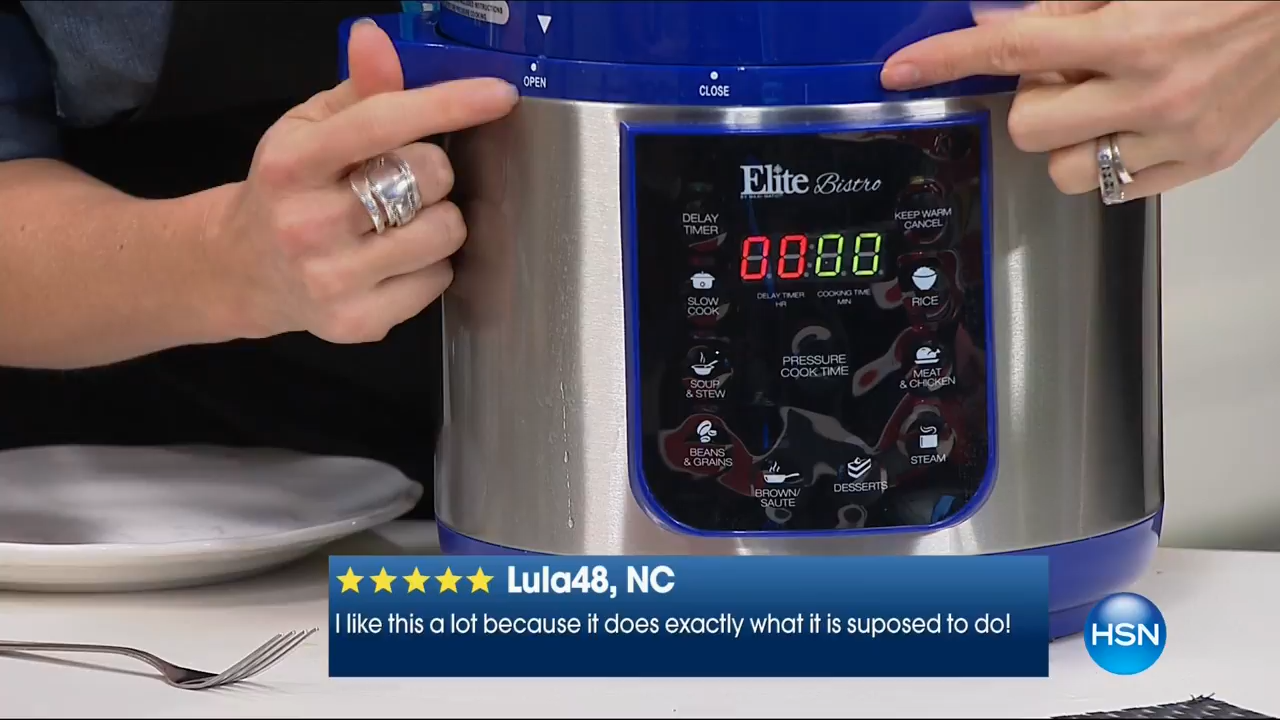 OPEN
CLOSE
Elite Bistro
DELAY
TIMER
KEEP WARM
CANCEL
00 00
DELAY TIMER
HR
COOKING TIME
MIN
SLOW
COOK
RICE
PRESSURE
COOK TIME
SOUP
& STEW
MEAT
& CHICKEN
BEANS
& GRAINS
STEAM
BROWN/
SAUTE
DESSERTS
Lula48, NC
I like this a lot because it does exactly what it is suposed to do!
HSN